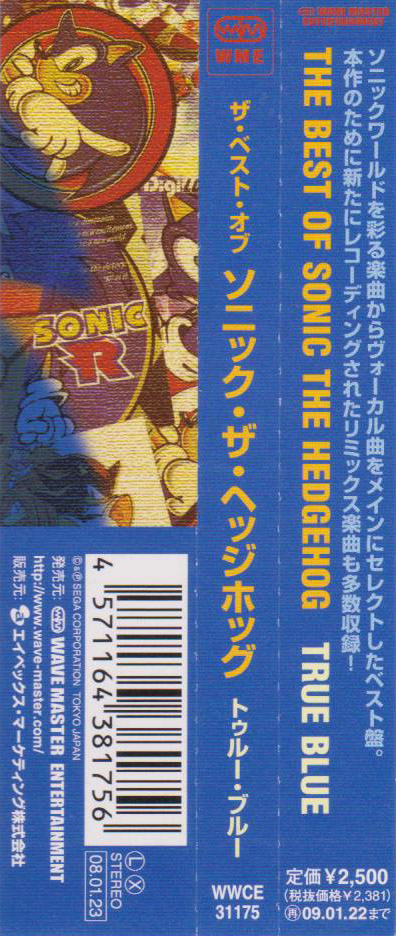 WAVE MASTER
ENTERTAINMENT
ソニックワールドを彩る楽曲からヴォーカル曲をメインにセレクトしたベスト盤。
本作のために新たにレコーディングされたリミックス楽曲も多数収録!
THE BEST OF SONIC THE HEDGEHOG TRUE BLUE
定価¥2,500
(税抜価格¥2,381)
再09.01.22まで
WME
ザ・ベスト・オブ ソニック・ザ・ヘッジホッグ トゥルー・ブルー
WWCE
31175
SONIC
R
4 571164 381756
©&℗ SEGA CORPORATION TOKYO JAPAN
発売元: WAVE MASTER ENTERTAINMENT
http://www.wave-master.com/
販売元: エイベックス・マーケティング株式会社
L X
STEREO
08.01.23